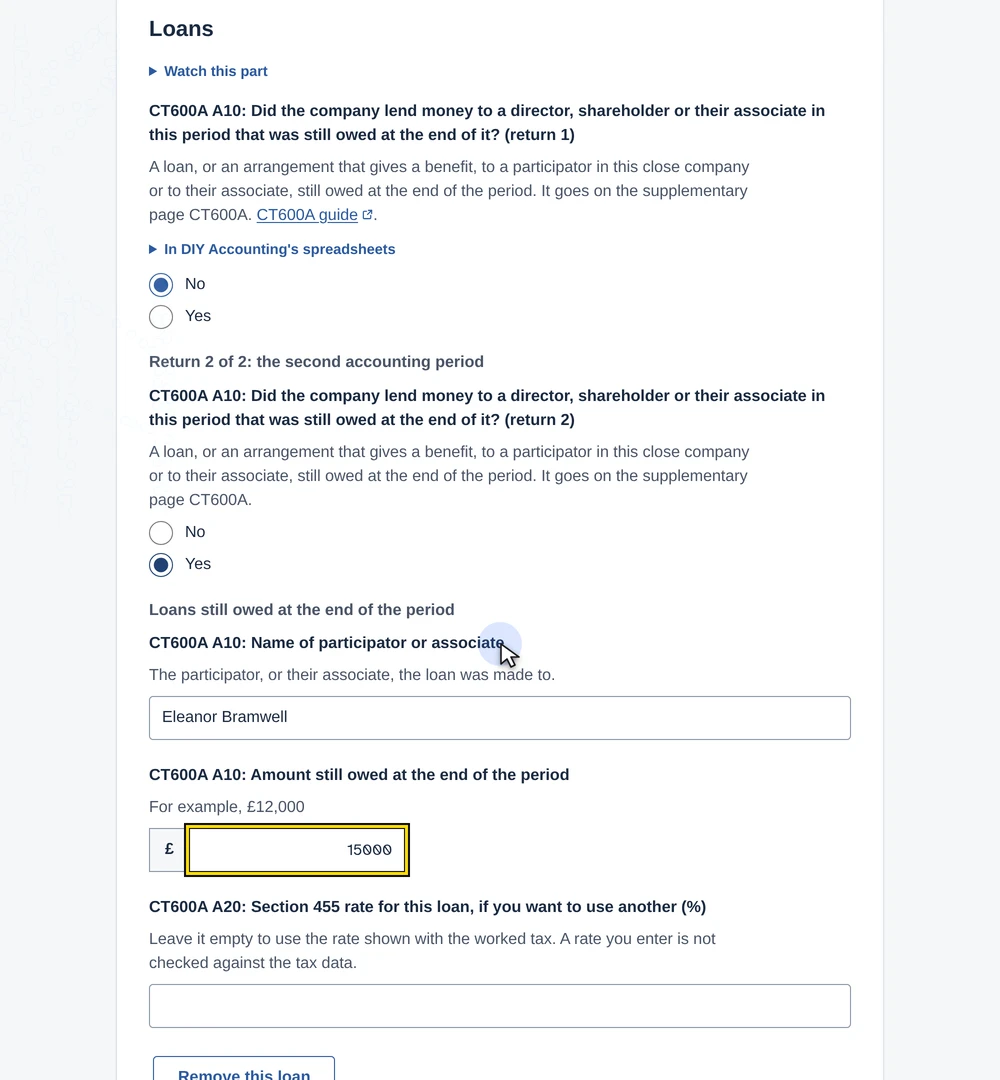 Loans
Watch this part
CT600A A10: Did the company lend money to a director, shareholder or their associate in
this period that was still owed at the end of it? (return 1)
A loan, or an arrangement that gives a benefit, to a participator in this close company
or to their associate, still owed at the end of the period. It goes on the supplementary
page CT600A. CT600A guide.
In DIY Accounting's spreadsheets
No
Yes
Return 2 of 2: the second accounting period
CT600A A10: Did the company lend money to a director, shareholder or their associate in
this period that was still owed at the end of it? (return 2)
A loan, or an arrangement that gives a benefit, to a participator in this close company
or to their associate, still owed at the end of the period. It goes on the supplementary
page CT600A.
No
Yes
Loans still owed at the end of the period
CT600A A10: Name of participator or associate
The participator, or their associate, the loan was made to.
Eleanor Bramwell
CT600A A10: Amount still owed at the end of the period
For example, £12,000
£ 15000
CT600A A20: Section 455 rate for this loan, if you want to use another (%)
Leave it empty to use the rate shown with the worked tax. A rate you enter is not
checked against the tax data.
Remove this loan